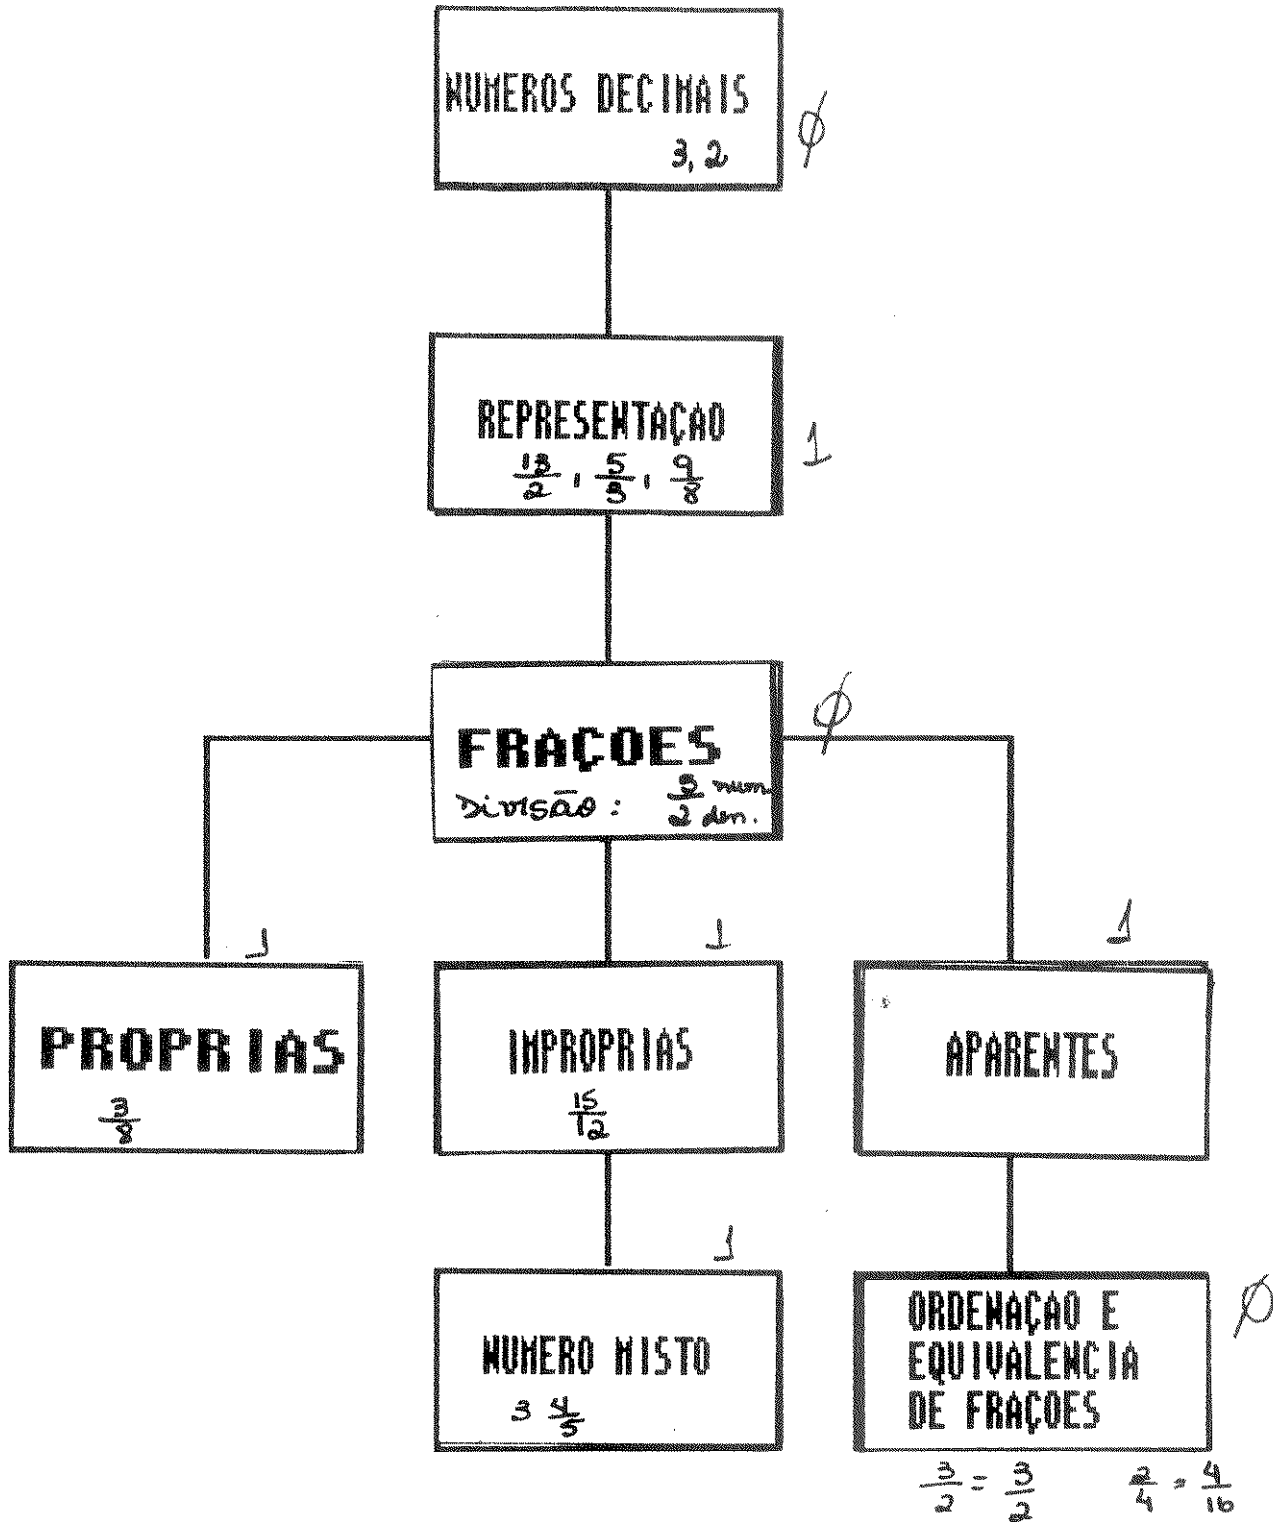 NUMEROS DECIMAIS
3,2
ø
REPRESENTAÇAO
13/2 , 5/3 , 9/8
1
FRAÇOES
Divisão : 3/2 num. den.
ø
1
1
1
PROPRIAS
3/8
IMPROPRIAS
15/12
APARENTES
1
NUMERO MISTO
3 4/5
ORDENAÇAO E
EQUIVALENCIA
DE FRAÇOES
ø
3/2 = 3/2 2/4 = 4/16